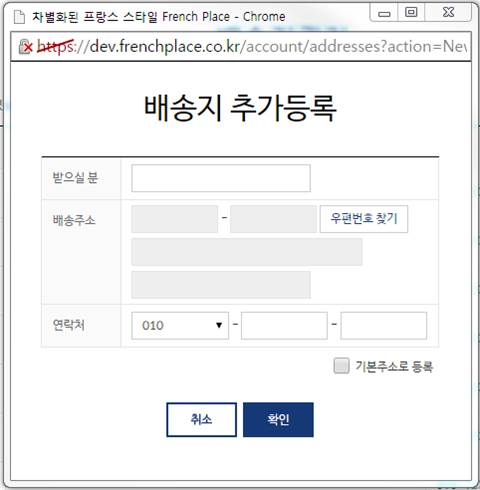 차별화된 프랑스 스타일 French Place - Chrome
https://dev.frenchplace.co.kr/account/addresses?action=Nev
배송지 추가등록
받으실 분
배송주소
- 우편번호 찾기
연락처
010 - -
기본주소로 등록
취소 확인